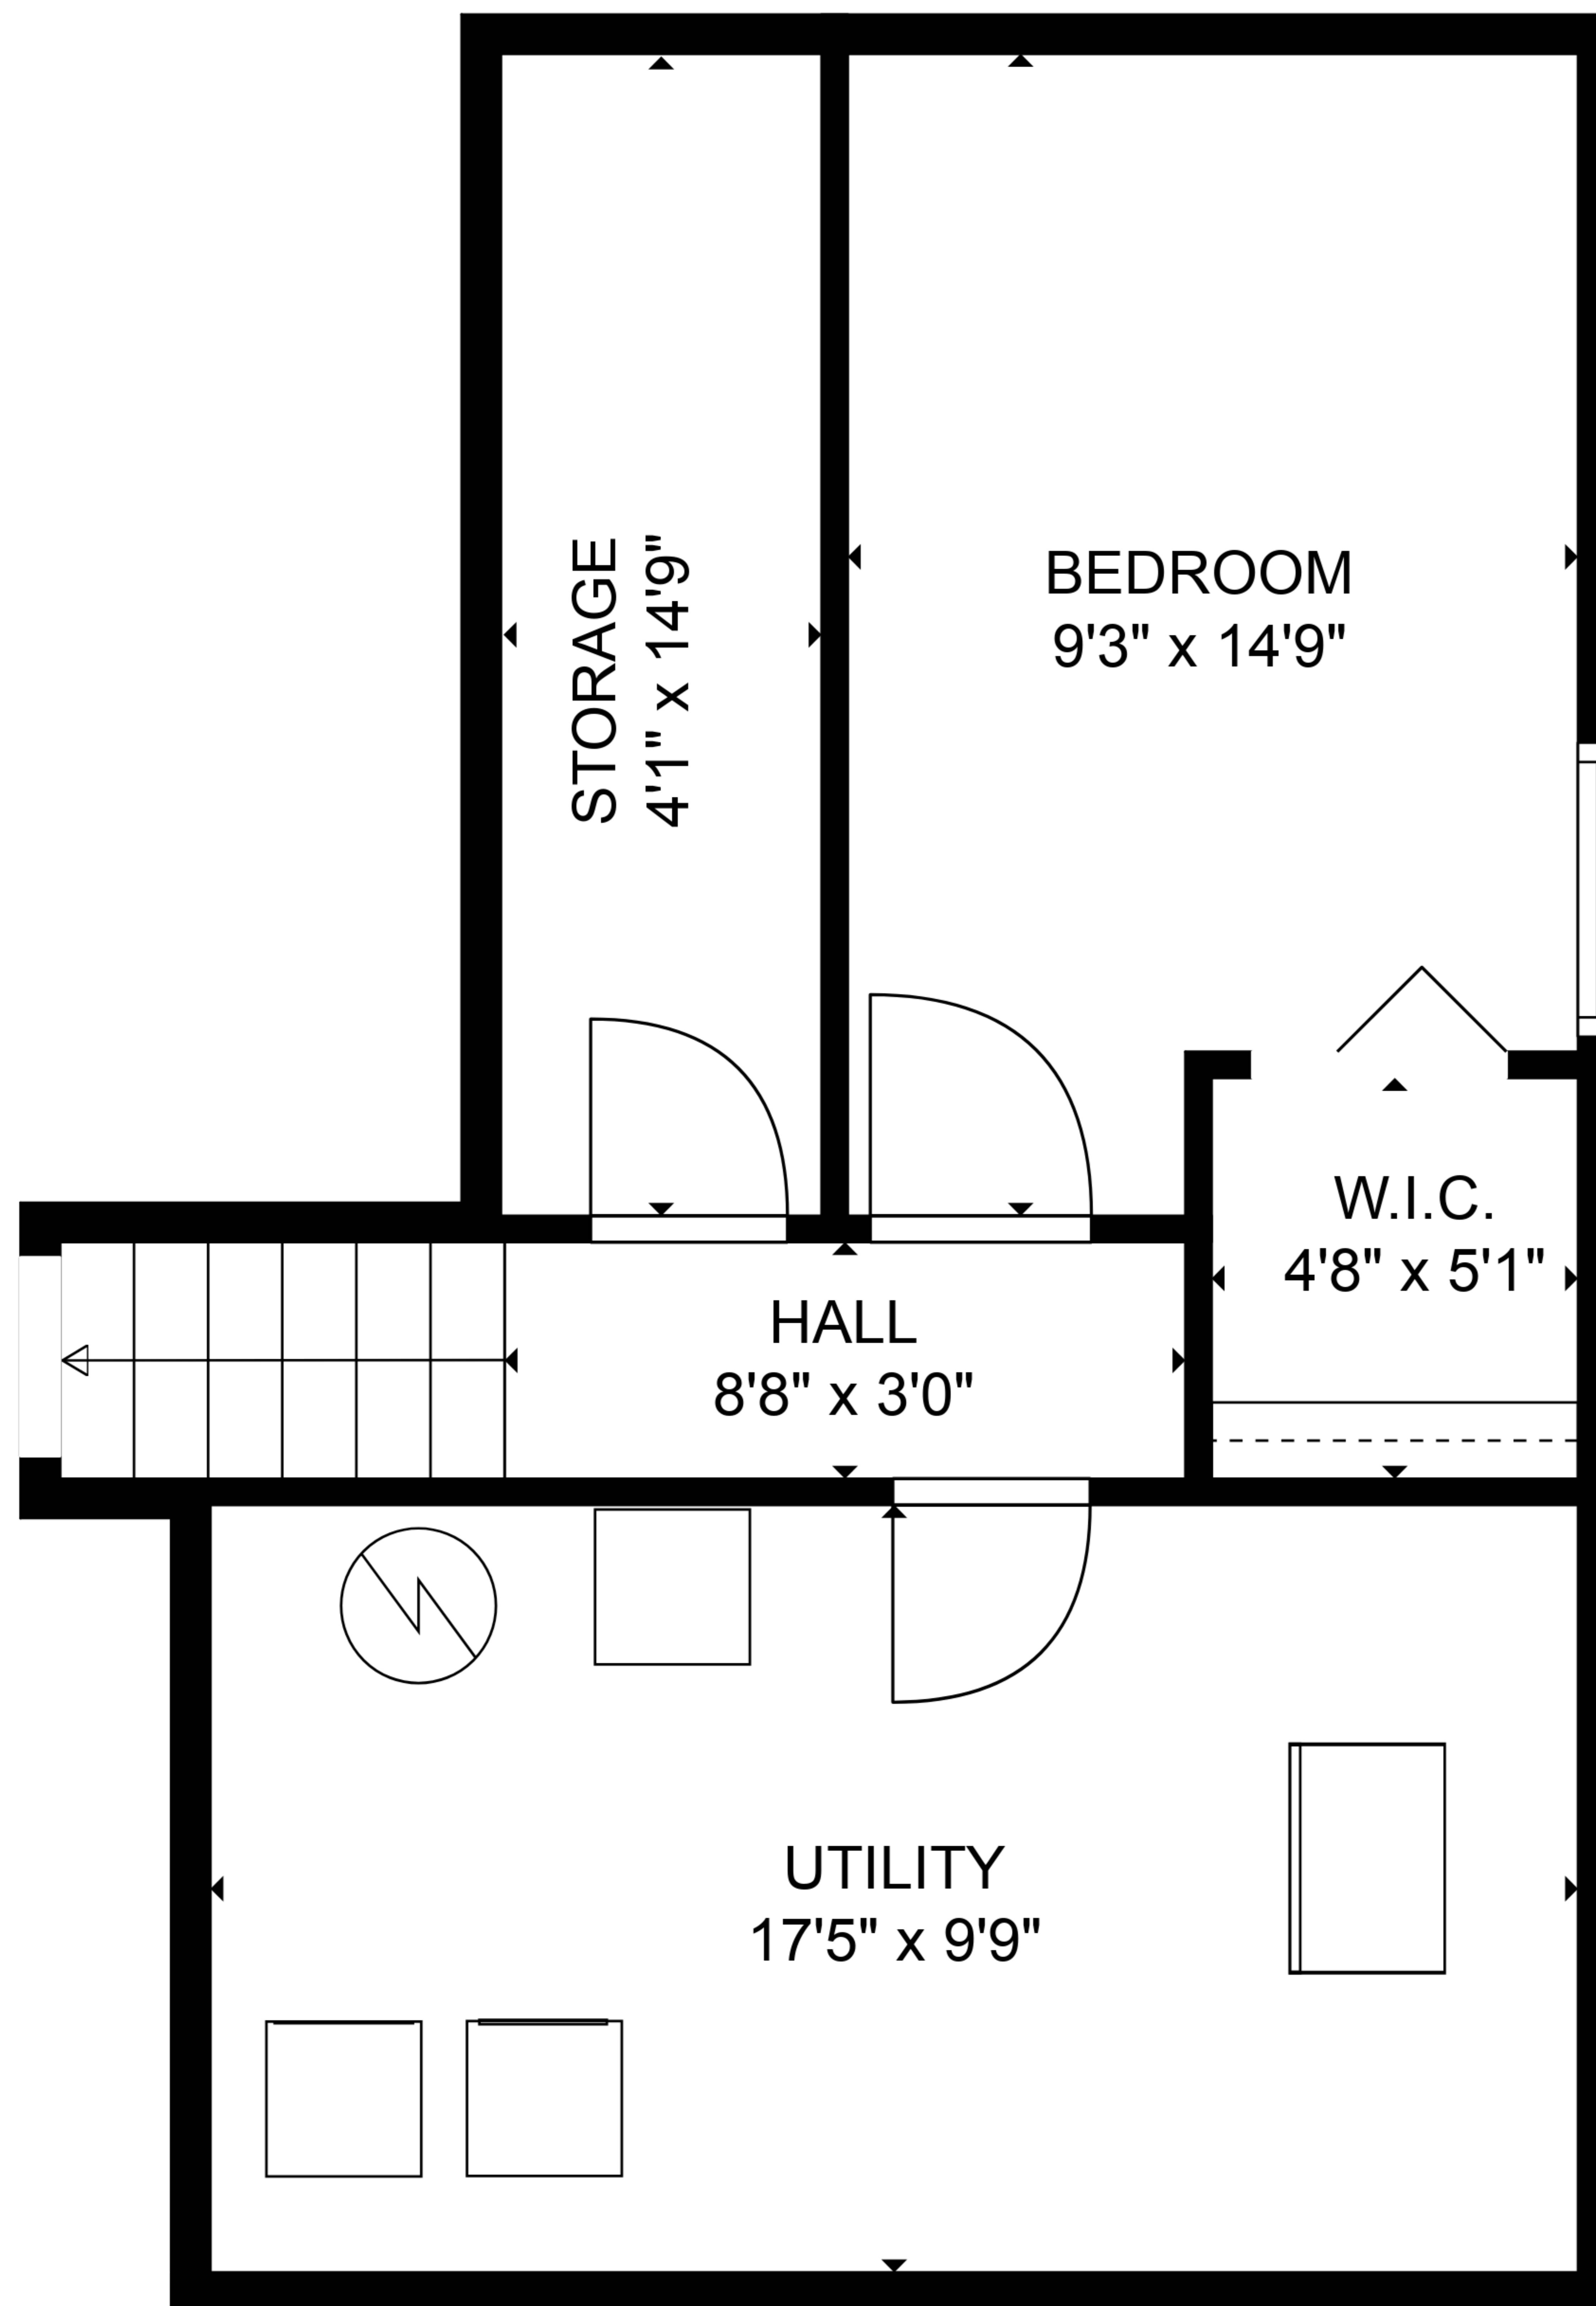 STORAGE
4'1" x 14'9"
BEDROOM
9'3" x 14'9"
W.I.C.
4'8" x 5'1"
HALL
8'8" x 3'0"
UTILITY
17'5" x 9'9"